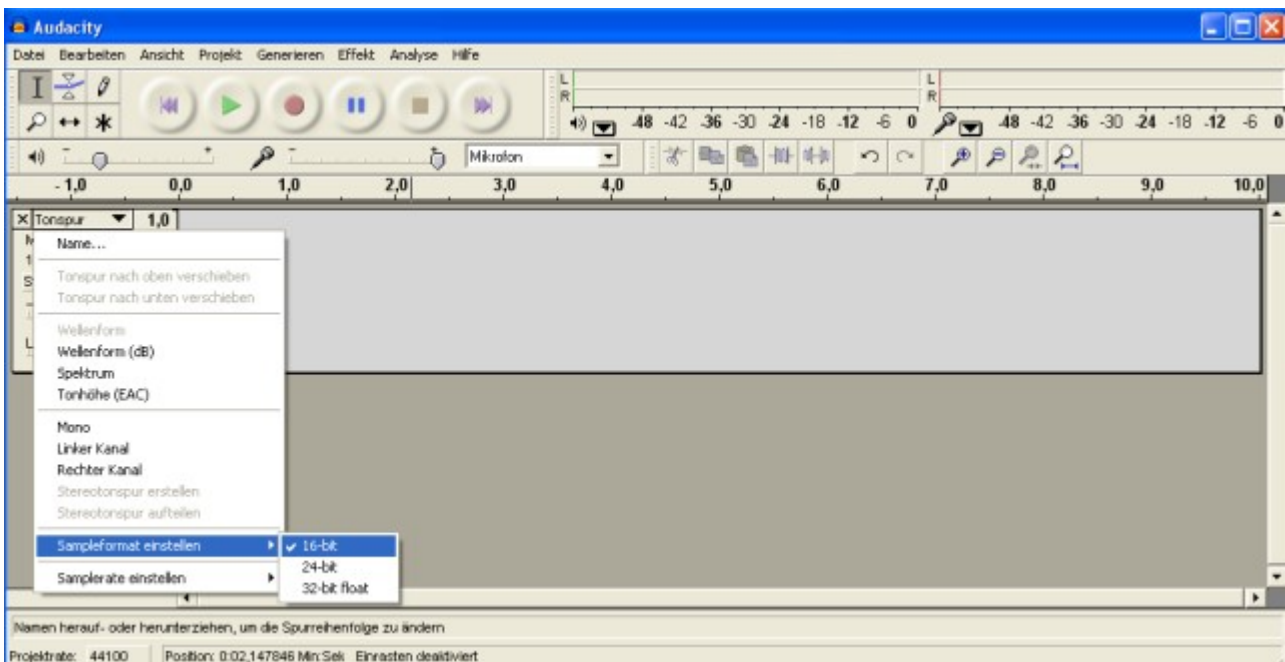 Audacity
Datei Bearbeiten Ansicht Projekt Generieren Effekt Analyse Hilfe
L
R
-48 -42 -36 -30 -24 -18 -12 -6 0
L
R
-48 -42 -36 -30 -24 -18 -12 -6 0
Mikrofon
- 1,0 0,0 1,0 2,0 3,0 4,0 5,0 6,0 7,0 8,0 9,0 10,0
Tonspur 1,0
Name...
Tonspur nach oben verschieben
Tonspur nach unten verschieben
Wellenform
Wellenform (dB)
Spektrum
Tonhöhe (EAC)
Mono
Linker Kanal
Rechter Kanal
Stereotonspur erstellen
Stereotonspur aufteilen
Sampleformat einstellen
16-bit
24-bit
32-bit float
Samplerate einstellen
Namen herauf- oder herunterziehen, um die Spurreihenfolge zu ändern
Projektrate: 44100 Position: 0:02,147846 Min:Sek Einrasten deaktiviert